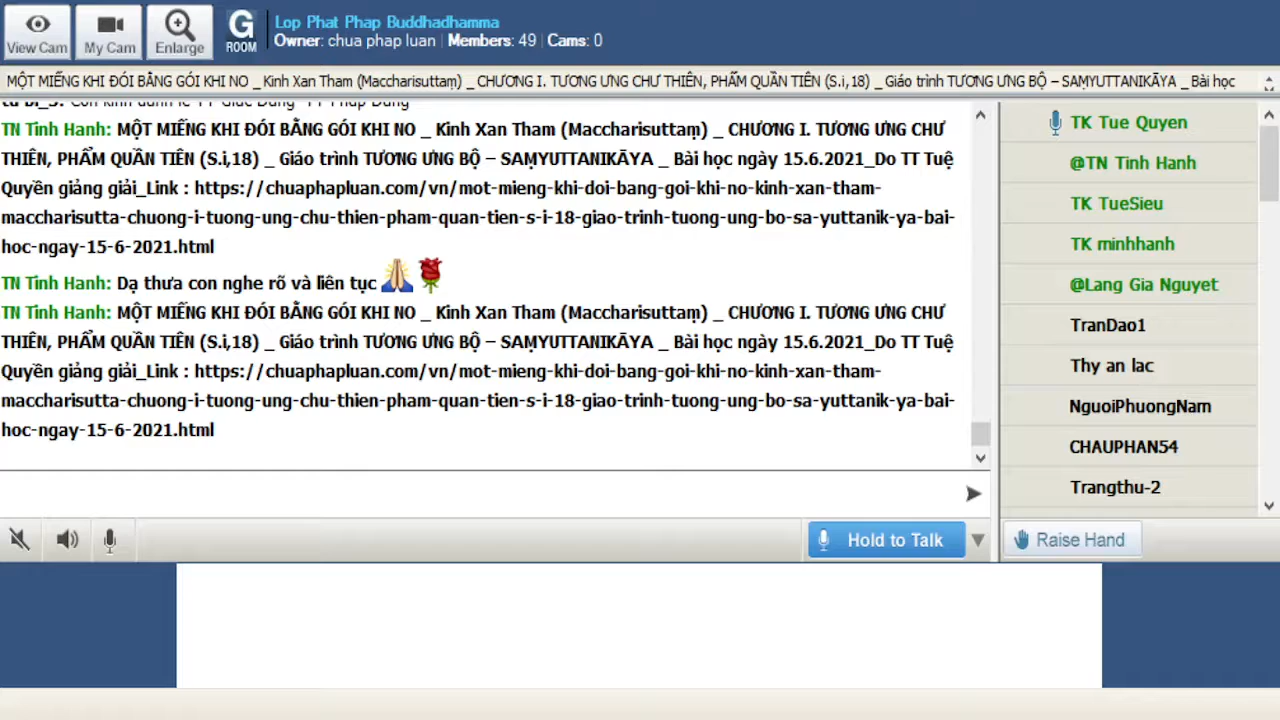 Lop Phat Phap Buddhadhamma
View Cam My Cam Enlarge G ROOM Owner: chua phap luan | Members: 49 | Cams: 0
MỘT MIẾNG KHI ĐÓI BẰNG GÓI KHI NO _ Kinh Xan Tham (Maccharisuttaṃ) _ CHƯƠNG I. TƯƠNG ƯNG CHƯ THIÊN, PHẨM QUẦN TIÊN (S.i,18) _ Giáo trình TƯƠNG ƯNG BỘ – SAṂYUTTANIKĀYA _ Bài học
TN Tinh Hanh: MỘT MIẾNG KHI ĐÓI BẰNG GÓI KHI NO _ Kinh Xan Tham (Maccharisuttaṃ) _ CHƯƠNG I. TƯƠNG ƯNG CHƯ
THIÊN, PHẨM QUẦN TIÊN (S.i,18) _ Giáo trình TƯƠNG ƯNG BỘ – SAṂYUTTANIKĀYA _ Bài học ngày 15.6.2021_Do TT Tuệ
Quyền giảng giải_Link : https://chuaphapluan.com/vn/mot-mieng-khi-doi-bang-goi-khi-no-kinh-xan-tham-
maccharisutta-chuong-i-tuong-ung-chu-thien-pham-quan-tien-s-i-18-giao-trinh-tuong-ung-bo-sa-yuttanik-ya-bai-
hoc-ngay-15-6-2021.html
TN Tinh Hanh: Dạ thưa con nghe rõ và liên tục
TN Tinh Hanh: MỘT MIẾNG KHI ĐÓI BẰNG GÓI KHI NO _ Kinh Xan Tham (Maccharisuttaṃ) _ CHƯƠNG I. TƯƠNG ƯNG CHƯ
THIÊN, PHẨM QUẦN TIÊN (S.i,18) _ Giáo trình TƯƠNG ƯNG BỘ – SAṂYUTTANIKĀYA _ Bài học ngày 15.6.2021_Do TT Tuệ
Quyền giảng giải_Link : https://chuaphapluan.com/vn/mot-mieng-khi-doi-bang-goi-khi-no-kinh-xan-tham-
maccharisutta-chuong-i-tuong-ung-chu-thien-pham-quan-tien-s-i-18-giao-trinh-tuong-ung-bo-sa-yuttanik-ya-bai-
hoc-ngay-15-6-2021.html
TK Tue Quyen
@TN Tinh Hanh
TK TueSieu
TK minhhanh
@Lang Gia Nguyet
TranDao1
Thy an lac
NguoiPhuongNam
CHAUPHAN54
Trangthu-2
Hold to Talk
Raise Hand